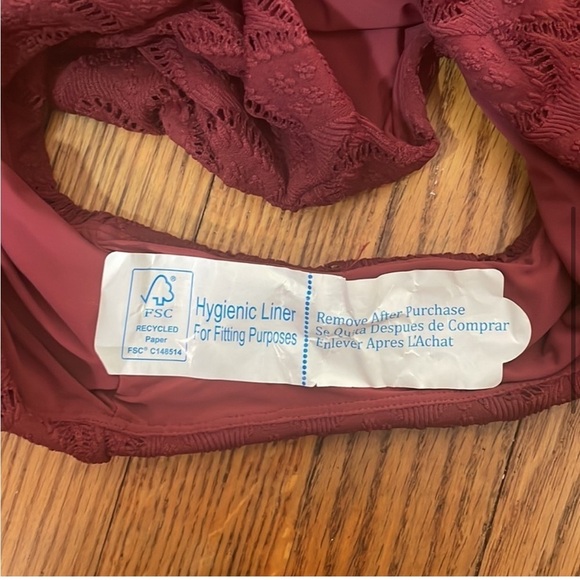 FSC
RECYCLED
Paper
FSC® C148514
Hygienic Liner
For Fitting Purposes
Remove After Purchase
Se Quita Despues de Comprar
Enlever Apres L'Achat